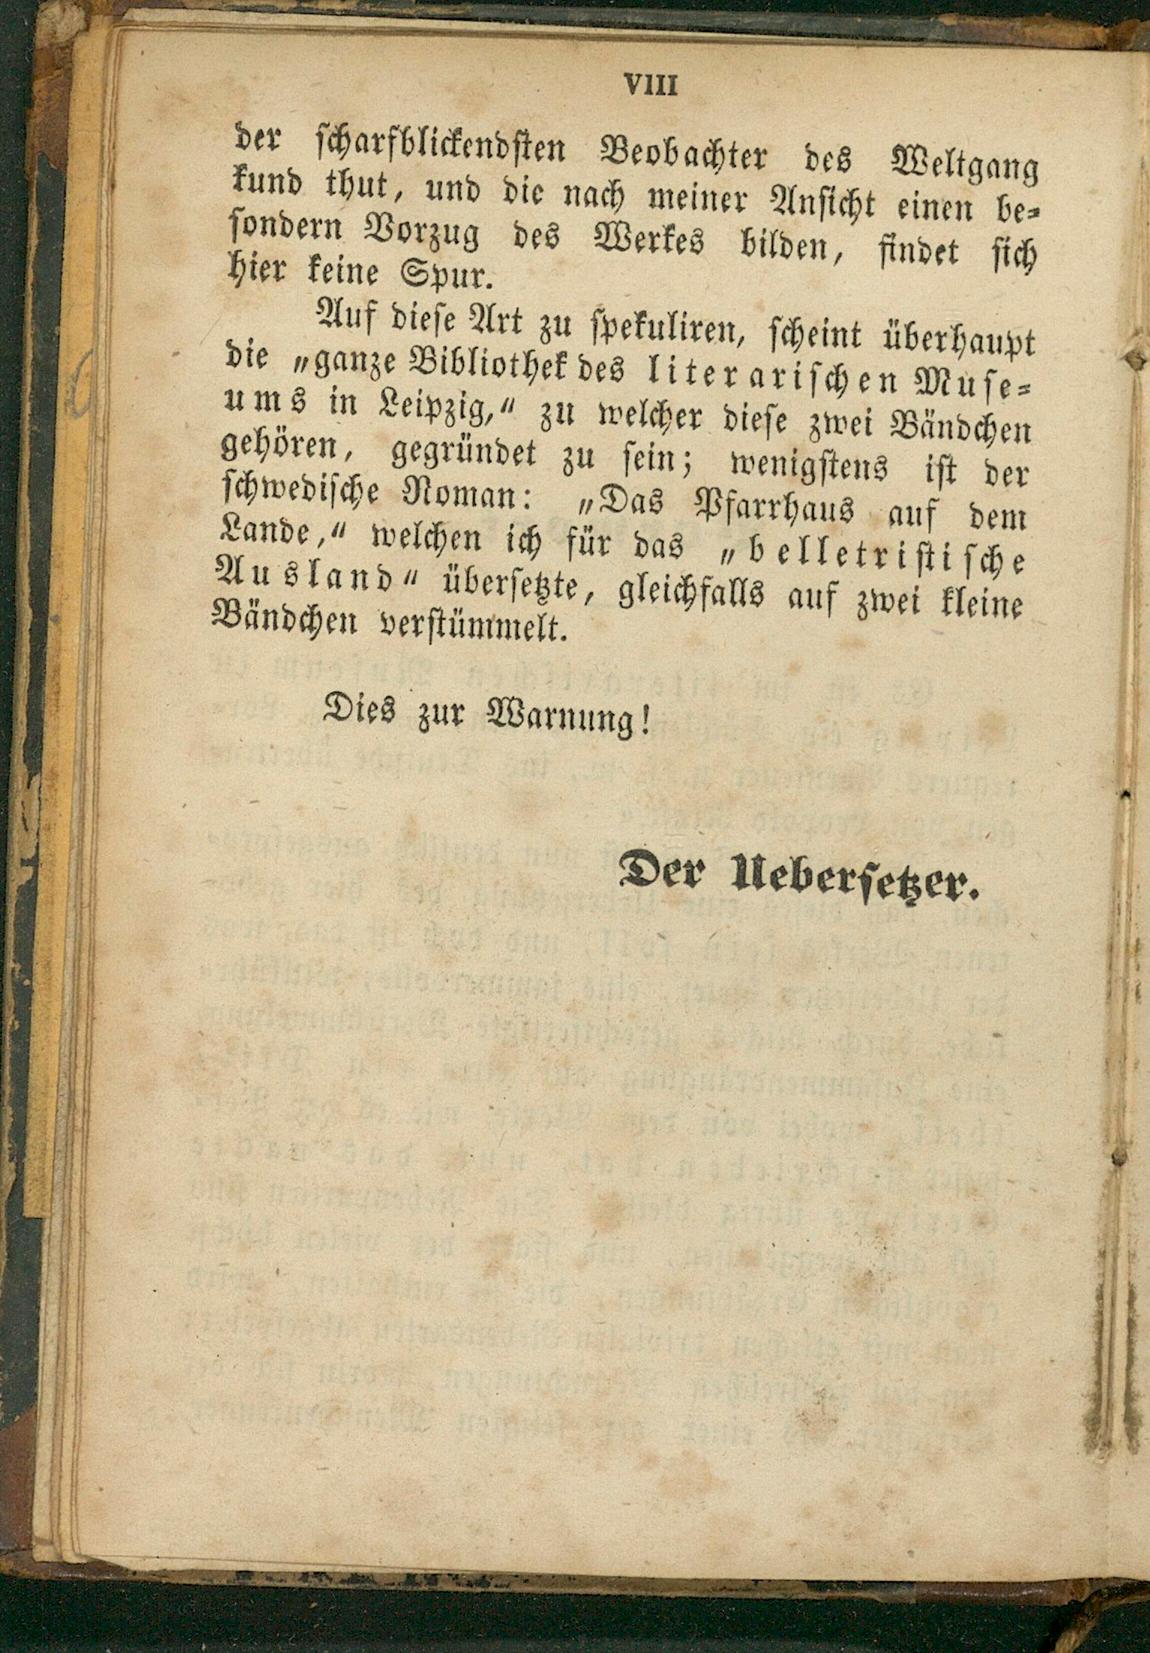 VIII
der scharfblickendsten Beobachter des Weltgang
kund thut, und die nach meiner Ansicht einen be-
sondern Vorzug des Werkes bilden, findet sich
hier keine Spur.
Auf diese Art zu spekuliren, scheint überhaupt
die „ganze Bibliothek des literarischen Muse-
ums in Leipzig,“ zu welcher diese zwei Bändchen
gehören, gegründet zu sein; wenigstens ist der
schwedische Roman: „Das Pfarrhaus auf dem
Lande,“ welchen ich für das „belletristische
Ausland“ übersetzte, gleichfalls auf zwei kleine
Bändchen verstümmelt.
Dies zur Warnung!
Der Uebersetzer.